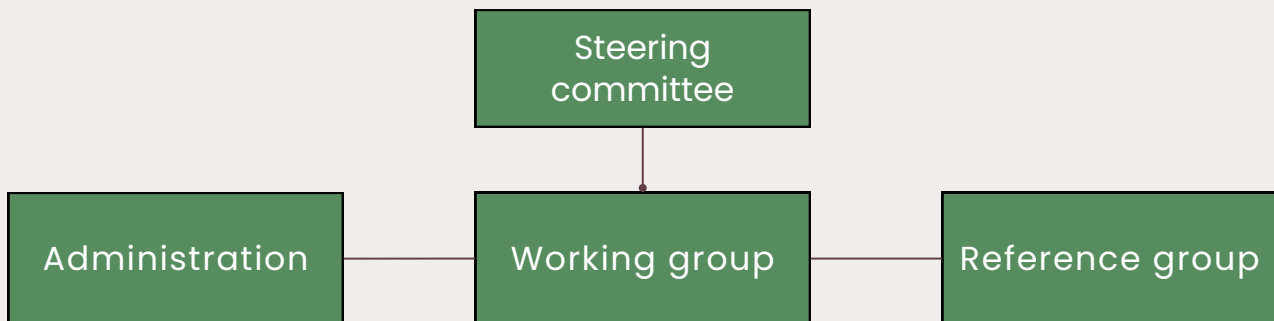 Steering
committee
Administration
Working group
Reference group